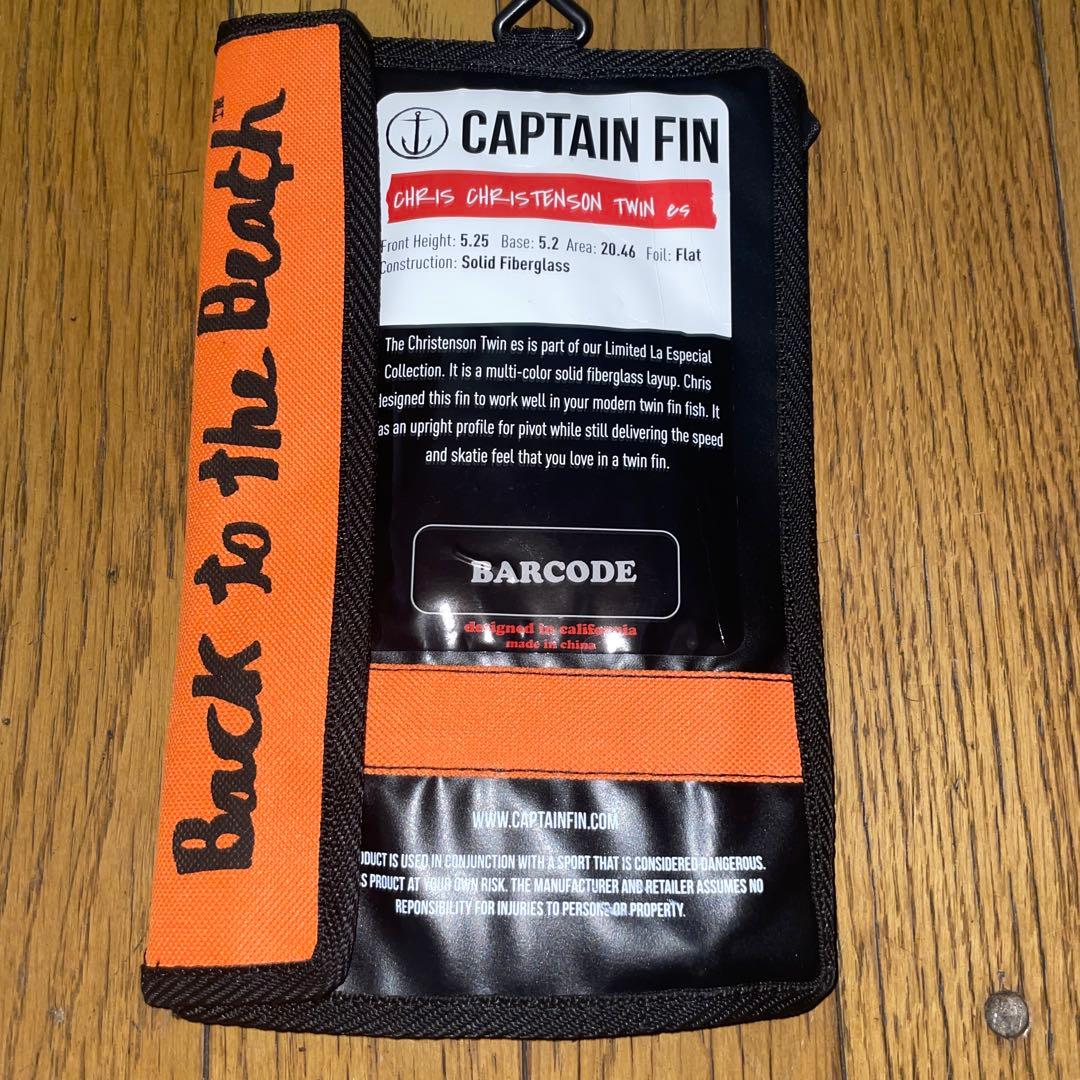 Back to the Beach™
CAPTAIN FIN
CHRIS CHRISTENSON TWIN es
Front Height: 5.25 Base: 5.2 Area: 20.46 Foil: Flat
Construction: Solid Fiberglass
The Christenson Twin es is part of our Limited La Especial
Collection. It is a multi-color solid fiberglass layup. Chris
esigned this fin to work well in your modern twin fin fish. It
as an upright profile for pivot while still delivering the speed
and skatie feel that you love in a twin fin.
BARCODE
designed in california
made in china
WWW.CAPTAINFIN.COM
DUCT IS USED IN CONJUNCTION WITH A SPORT THAT IS CONSIDERED DANGEROUS.
S PROUCT AT YOUR OWN RISK. THE MANUFACTURER AND RETAILER ASSUMES NO
REPONSIBILITY FOR INJURIES TO PERSONS OR PROPERTY.